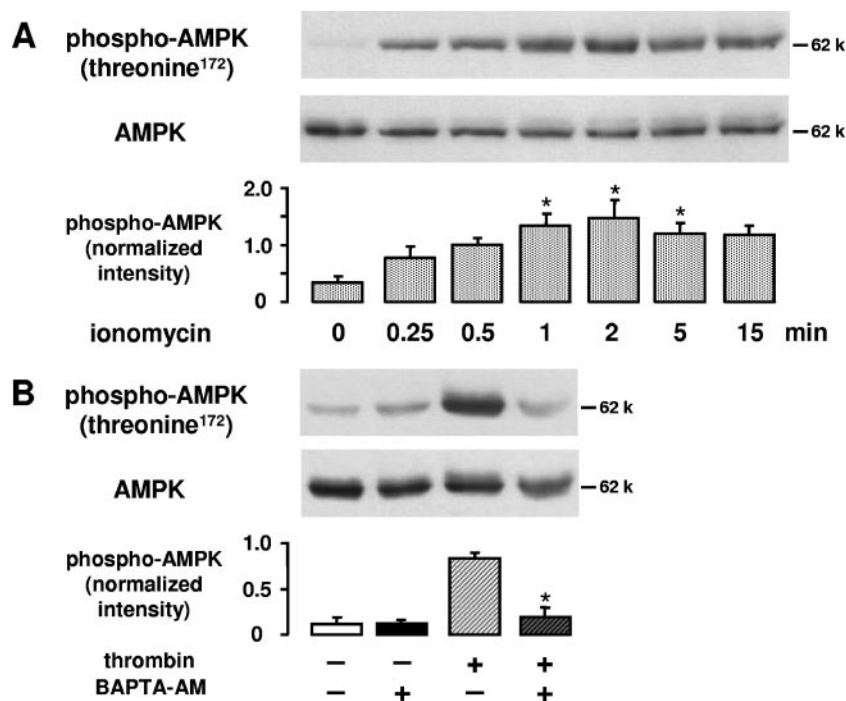 A
phospho-AMPK
(threonine¹⁷²)
62 k
AMPK
62 k
phospho-AMPK
(normalized
intensity)
2.0
1.0
0
* * *
ionomycin 0 0.25 0.5 1 2 5 15 min
B
phospho-AMPK
(threonine¹⁷²)
62 k
AMPK
62 k
phospho-AMPK
(normalized
intensity)
1.0
0.5
0
*
thrombin − − + +
BAPTA-AM − + − +